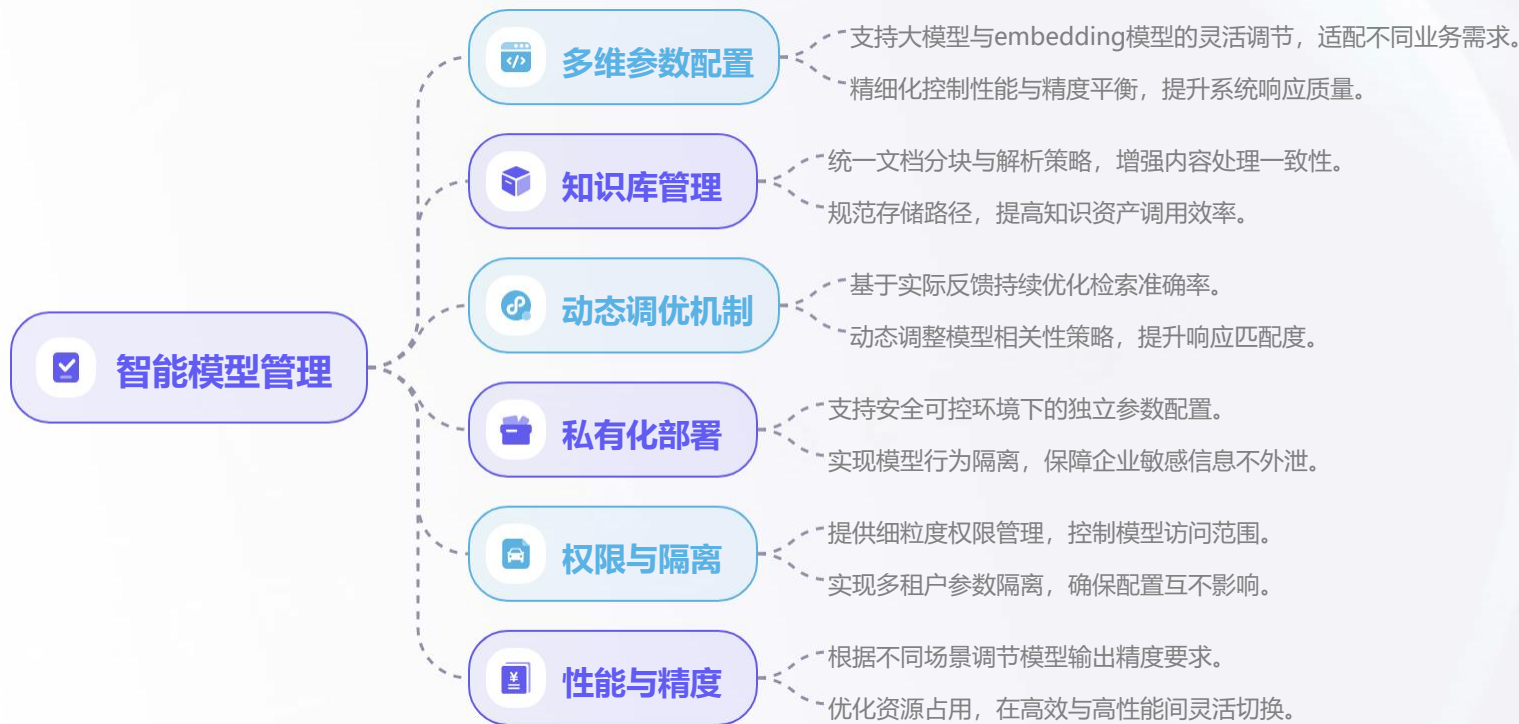 多维参数配置
支持大模型与embedding模型的灵活调节，适配不同业务需求。
精细化控制性能与精度平衡，提升系统响应质量。
知识库管理
统一文档分块与解析策略，增强内容处理一致性。
规范存储路径，提高知识资产调用效率。
动态调优机制
基于实际反馈持续优化检索准确率。
动态调整模型相关性策略，提升响应匹配度。
智能模型管理
私有化部署
支持安全可控环境下的独立参数配置。
实现模型行为隔离，保障企业敏感信息不外泄。
权限与隔离
提供细粒度权限管理，控制模型访问范围。
实现多租户参数隔离，确保配置互不影响。
性能与精度
根据不同场景调节模型输出精度要求。
优化资源占用，在高效与高性能间灵活切换。